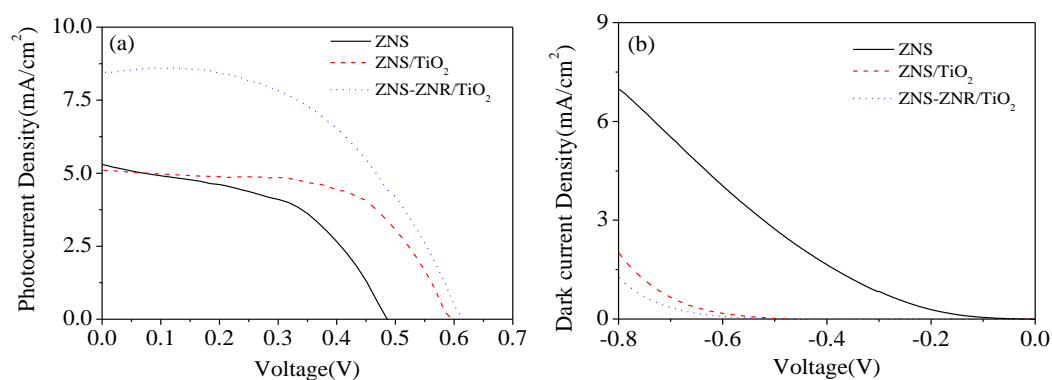 (a)
ZNS
ZNS/TiO2
ZNS-ZNR/TiO2
10.0
7.5
5.0
2.5
0.0
Photocurrent Density(mA/cm2)
0.0 0.1 0.2 0.3 0.4 0.5 0.6 0.7
Voltage(V)
(b)
ZNS
ZNS/TiO2
ZNS-ZNR/TiO2
9
6
3
0
Dark current Density(mA/cm2)
-0.8 -0.6 -0.4 -0.2 0.0
Voltage(V)